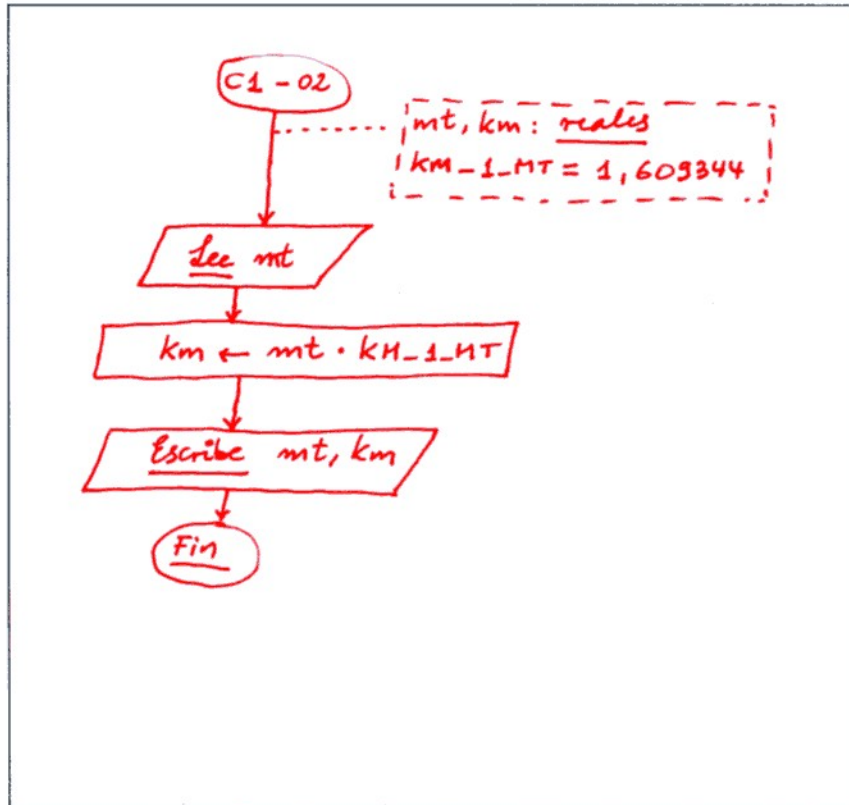 C1-02
mt, km: reales
KM_1_MT = 1,609344
Lee mt
km ← mt · KM_1_MT
Escribe mt, km
Fin